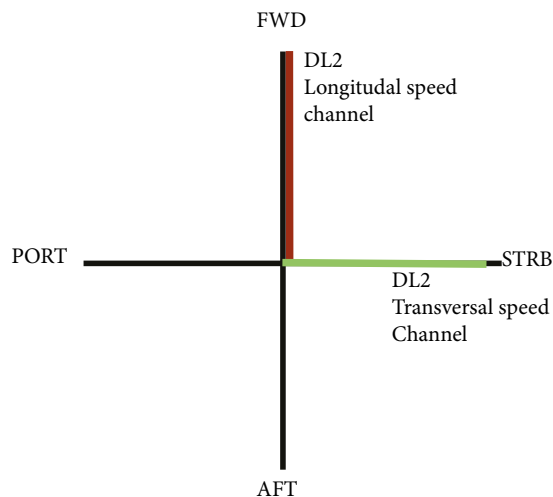 FWD
DL2
Longitudal speed
channel
PORT
STRB
DL2
Transversal speed
Channel
AFT